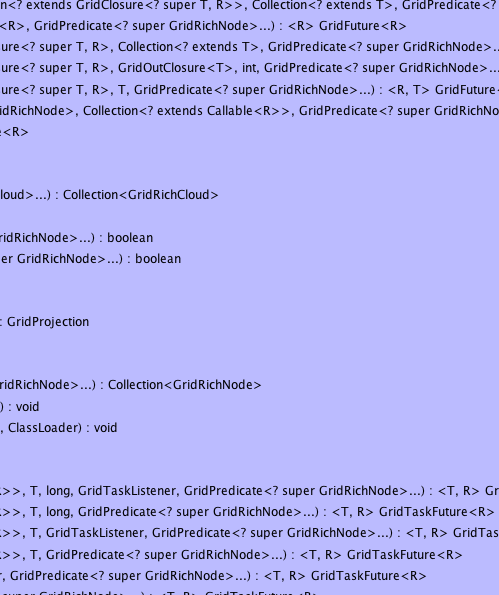 n<? extends GridClosure<? super T, R>>, Collection<? extends T>, GridPredicate<?
<R>, GridPredicate<? super GridRichNode>...) : <R> GridFuture<R>
ure<? super T, R>, Collection<? extends T>, GridPredicate<? super GridRichNode>...
ure<? super T, R>, GridOutClosure<T>, int, GridPredicate<? super GridRichNode>...
ure<? super T, R>, T, GridPredicate<? super GridRichNode>...) : <R, T> GridFuture<
idRichNode>, Collection<? extends Callable<R>>, GridPredicate<? super GridRichNo
e<R>
loud>...) : Collection<GridRichCloud>
ridRichNode>...) : boolean
er GridRichNode>...) : boolean
: GridProjection
ridRichNode>...) : Collection<GridRichNode>
) : void
, ClassLoader) : void
R>>, T, long, GridTaskListener, GridPredicate<? super GridRichNode>...) : <T, R> Gr
R>>, T, long, GridPredicate<? super GridRichNode>...) : <T, R> GridTaskFuture<R>
R>>, T, GridTaskListener, GridPredicate<? super GridRichNode>...) : <T, R> GridTas
R>>, T, GridPredicate<? super GridRichNode>...) : <T, R> GridTaskFuture<R>
r, GridPredicate<? super GridRichNode>...) : <T, R> GridTaskFuture<R>
super GridRichNode>...) : <T, R> GridTaskFuture<R>